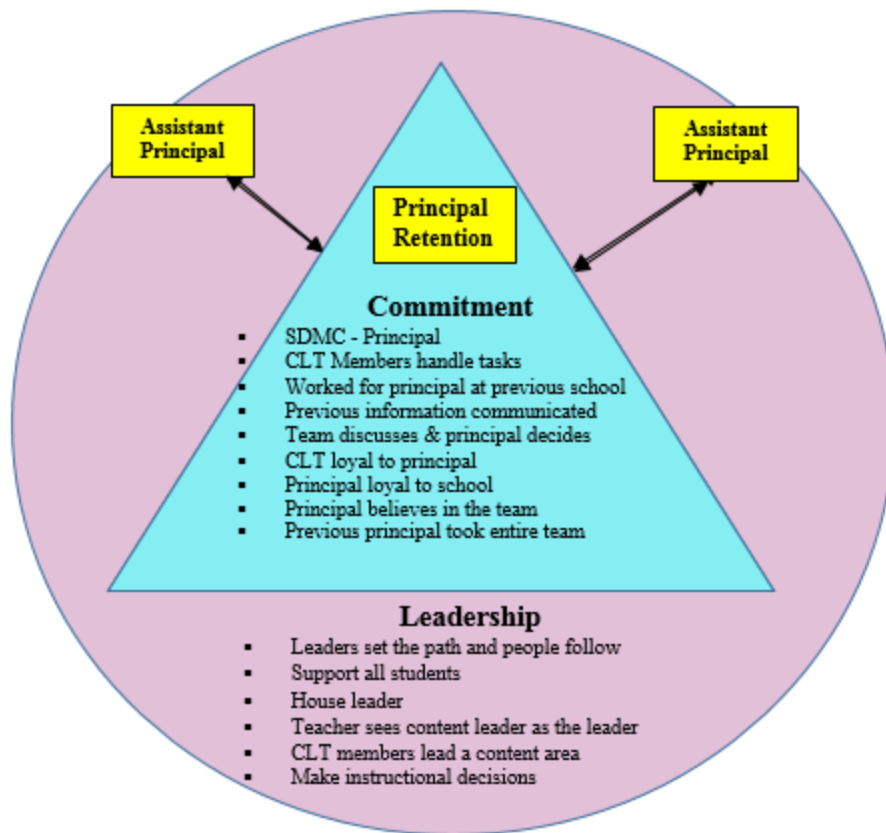 Assistant
Principal
Assistant
Principal
Principal
Retention
Commitment
▪ SDMC - Principal
▪ CLT Members handle tasks
▪ Worked for principal at previous school
▪ Previous information communicated
▪ Team discusses & principal decides
▪ CLT loyal to principal
▪ Principal loyal to school
▪ Principal believes in the team
▪ Previous principal took entire team
Leadership
▪ Leaders set the path and people follow
▪ Support all students
▪ House leader
▪ Teacher sees content leader as the leader
▪ CLT members lead a content area
▪ Make instructional decisions